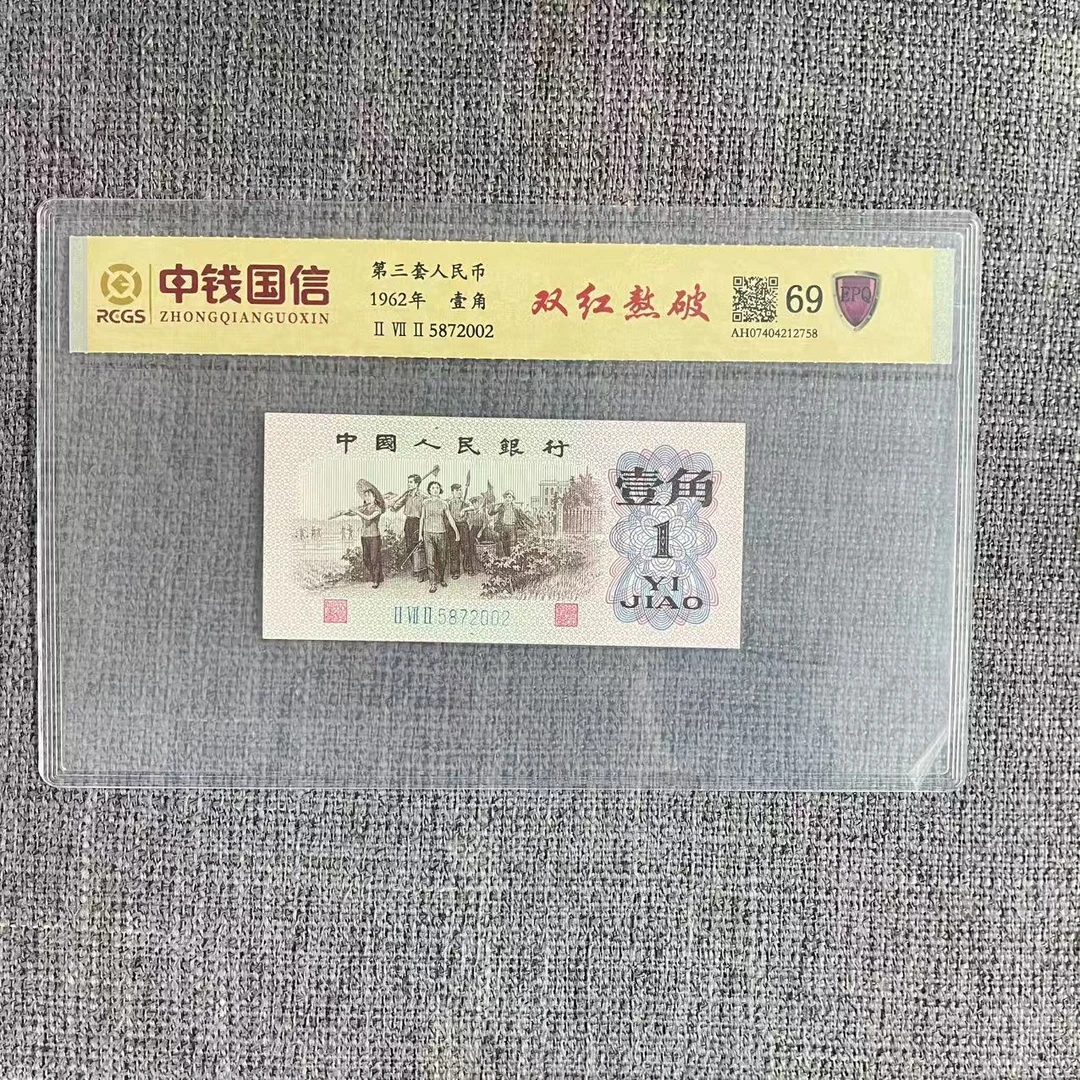 中钱国信
RCGS
ZHONGQIANGUOXIN
第三套人民币
1962年 壹角
Ⅱ Ⅶ Ⅱ 5872002
双红熬破
69
EPQ
AH07404212758
中國人民銀行
壹角
1
YI
JIAO
Ⅱ Ⅶ Ⅱ 5872002